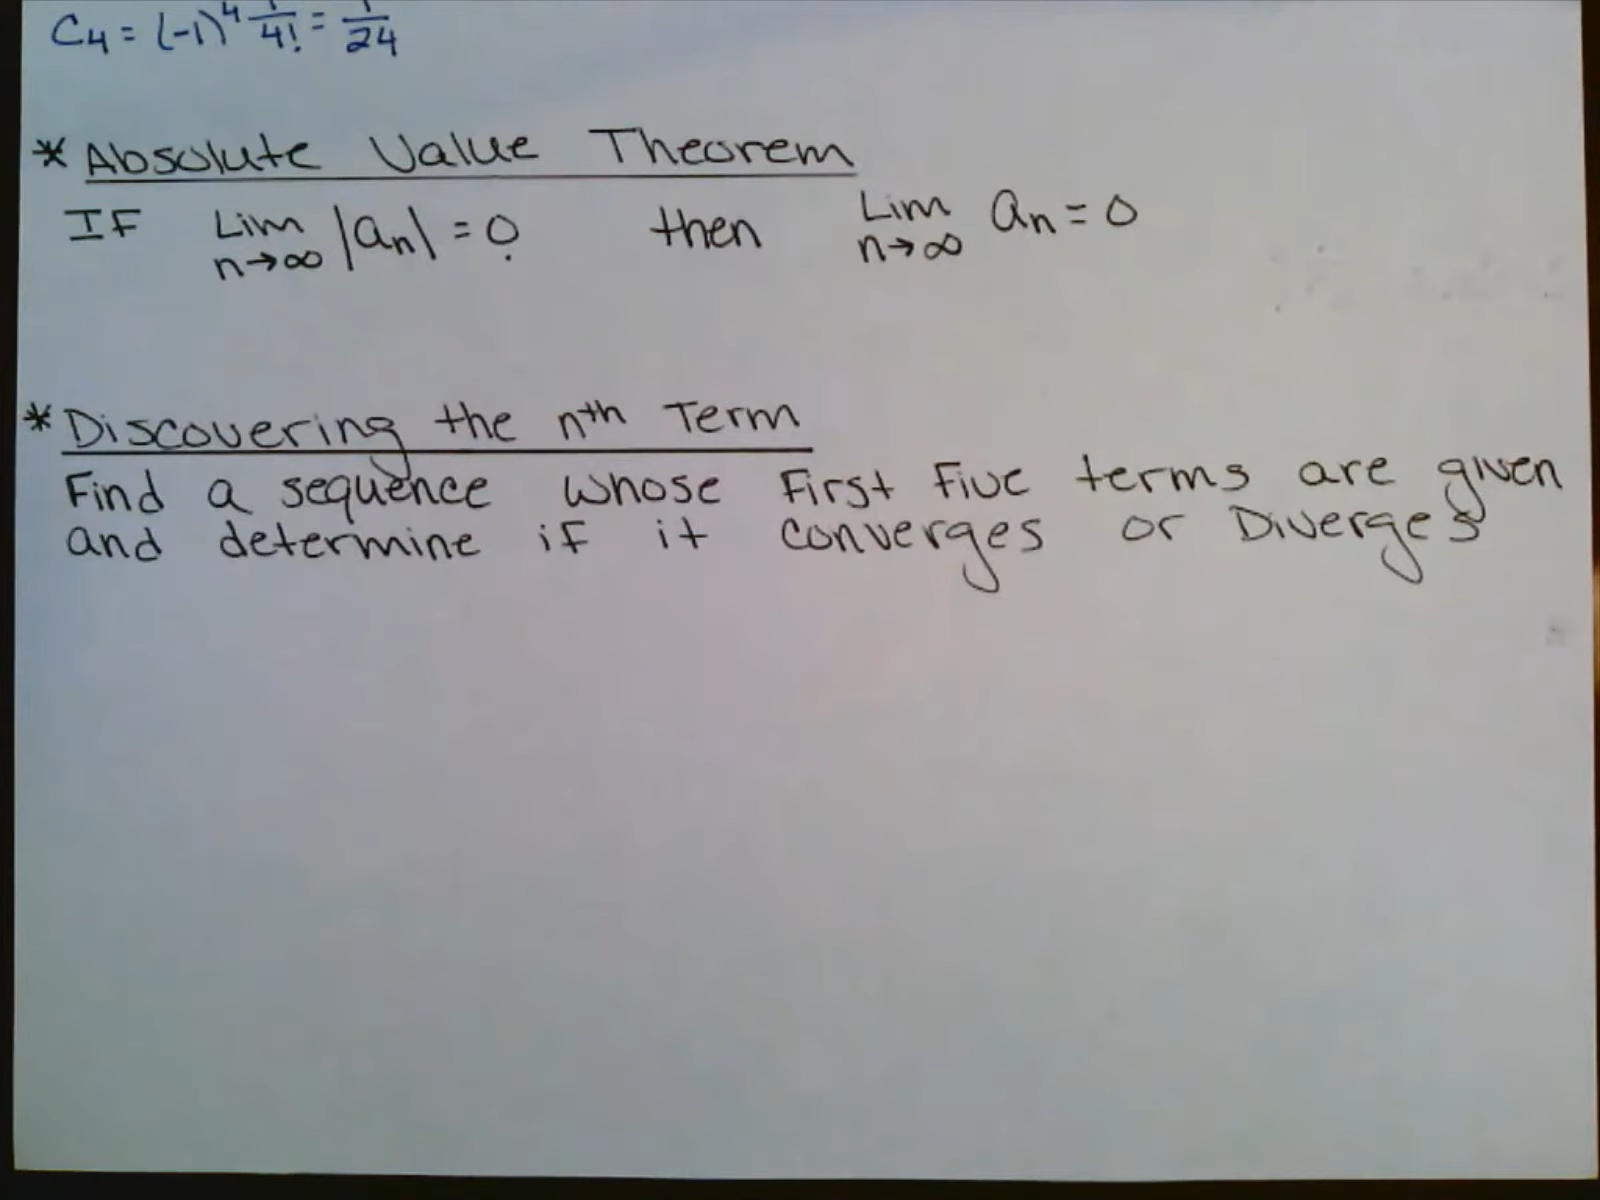 C₄ = (-1)⁴ 1/4! = 1/24
* Absolute Value Theorem
IF Lim n→∞ |aₙ| = 0 then Lim n→∞ aₙ = 0
* Discovering the nᵗʰ Term
Find a sequence whose First Five terms are given
and determine if it converges or Diverges